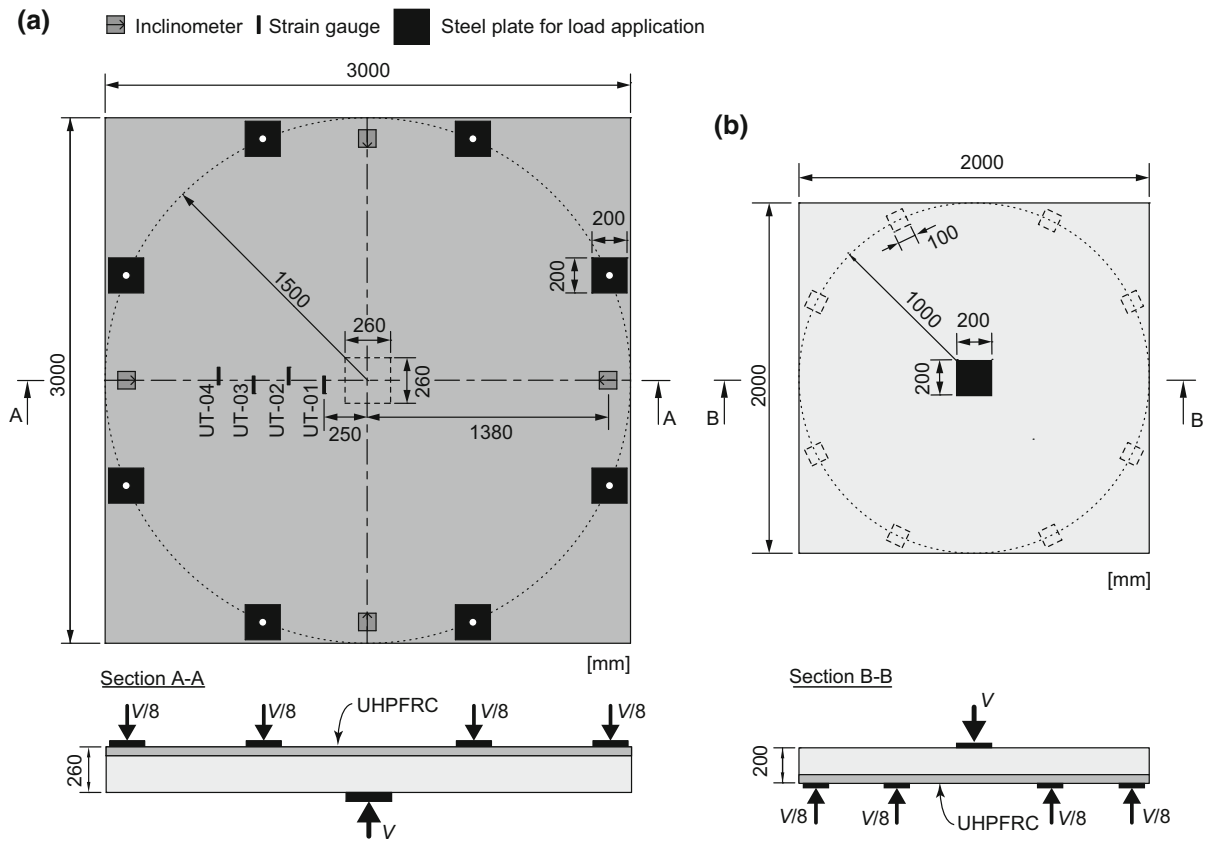 (a)
Inclinometer
Strain gauge
Steel plate for load application
3000
3000
1500
200
200
260
260
UT-04
UT-03
UT-02
UT-01
250
1380
A
A
[mm]
Section A-A
V/8
V/8
V/8
V/8
UHPFRC
260
V
(b)
2000
2000
100
1000
200
200
B
B
[mm]
Section B-B
V
200
V/8
V/8
V/8
V/8
UHPFRC